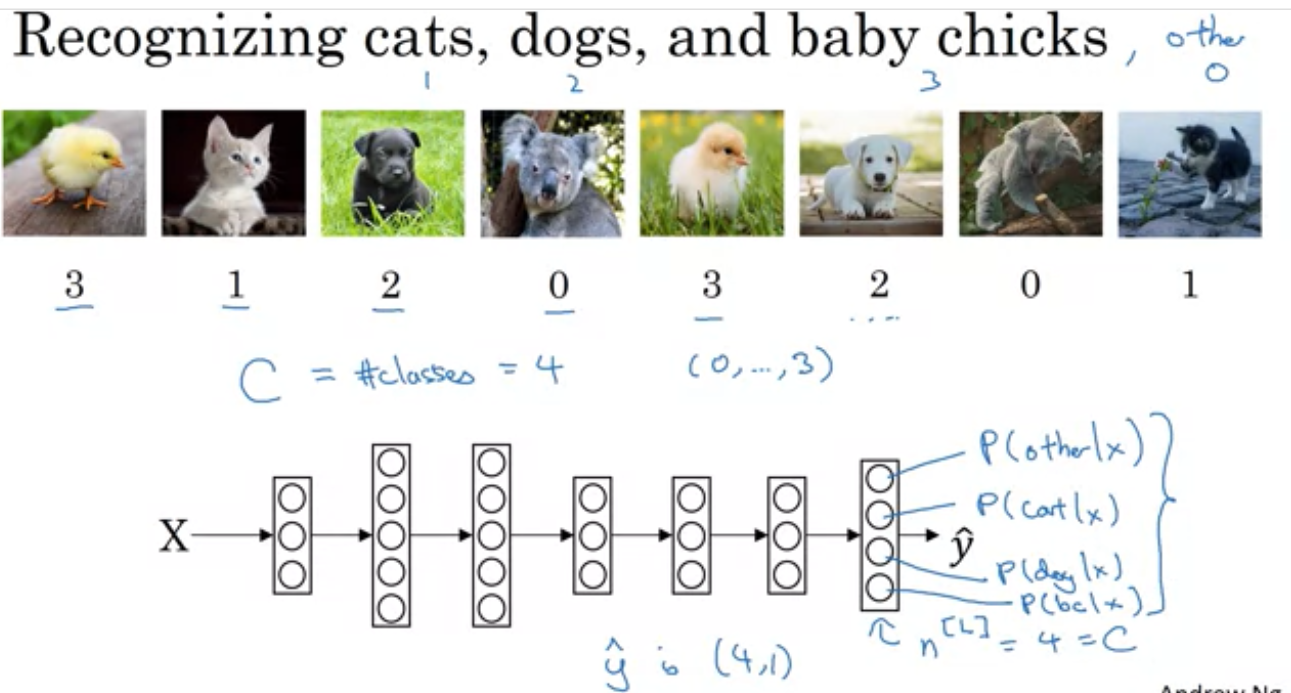 Recognizing cats, dogs, and baby chicks , other
1 2 3 0
3 1 2 0 3 2 0 1
C = #classes = 4 (0,...,3)
P(other|x)
P(cat|x)
X ŷ
P(dog|x)
P(bc|x)
n[L] = 4 = C
ŷ is (4,1)
Andrew Ng